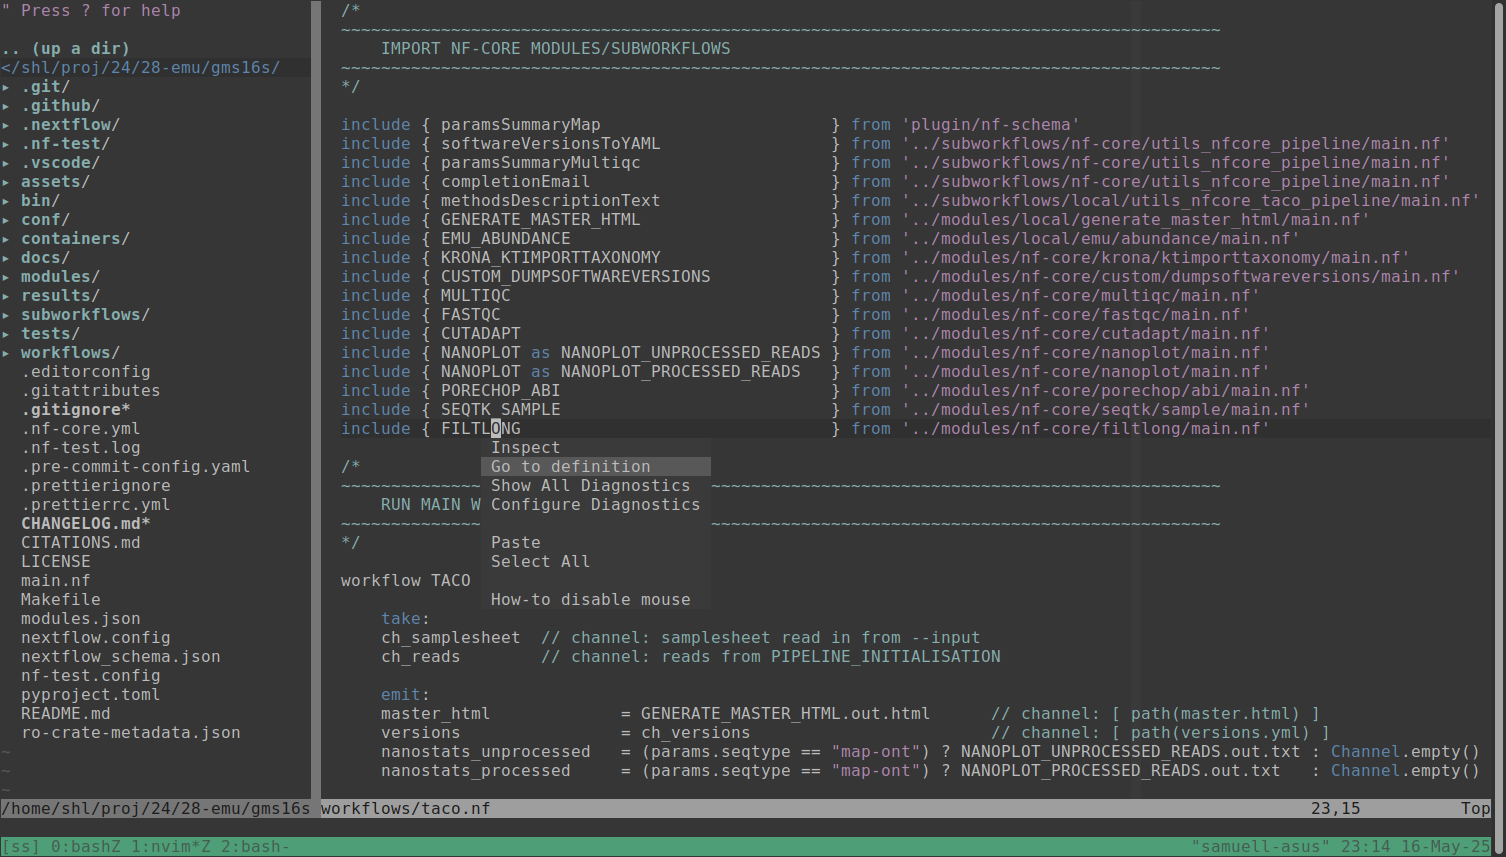 " Press ? for help
.. (up a dir)
</shl/proj/24/28-emu/gms16s/
▸ .git/
▸ .github/
▸ .nextflow/
▸ .nf-test/
▸ .vscode/
▸ assets/
▸ bin/
▸ conf/
▸ containers/
▸ docs/
▸ modules/
▸ results/
▸ subworkflows/
▸ tests/
▸ workflows/
.editorconfig
.gitattributes
.gitignore*
.nf-core.yml
.nf-test.log
.pre-commit-config.yaml
.prettierignore
.prettierrc.yml
CHANGELOG.md*
CITATIONS.md
LICENSE
main.nf
Makefile
modules.json
nextflow.config
nextflow_schema.json
nf-test.config
pyproject.toml
README.md
ro-crate-metadata.json
~
~
~
/home/shl/proj/24/28-emu/gms16s
/*
~~~~~~~~~~~~~~~~~~~~~~~~~~~~~~~~~~~~~~~~~~~~~~~~~~~~~~~~~~~~~~~~~~~~~~~~~~~~~~~~~~~~~~~~
IMPORT NF-CORE MODULES/SUBWORKFLOWS
~~~~~~~~~~~~~~~~~~~~~~~~~~~~~~~~~~~~~~~~~~~~~~~~~~~~~~~~~~~~~~~~~~~~~~~~~~~~~~~~~~~~~~~~
*/
include { paramsSummaryMap                       } from 'plugin/nf-schema'
include { softwareVersionsToYAML                 } from '../subworkflows/nf-core/utils_nfcore_pipeline/main.nf'
include { paramsSummaryMultiqc                   } from '../subworkflows/nf-core/utils_nfcore_pipeline/main.nf'
include { completionEmail                        } from '../subworkflows/nf-core/utils_nfcore_pipeline/main.nf'
include { methodsDescriptionText                 } from '../subworkflows/local/utils_nfcore_taco_pipeline/main.nf'
include { GENERATE_MASTER_HTML                   } from '../modules/local/generate_master_html/main.nf'
include { EMU_ABUNDANCE                          } from '../modules/local/emu/abundance/main.nf'
include { KRONA_KTIMPORTTAXONOMY                 } from '../modules/nf-core/krona/ktimporttaxonomy/main.nf'
include { CUSTOM_DUMPSOFTWAREVERSIONS            } from '../modules/nf-core/custom/dumpsoftwareversions/main.nf'
include { MULTIQC                                } from '../modules/nf-core/multiqc/main.nf'
include { FASTQC                                 } from '../modules/nf-core/fastqc/main.nf'
include { CUTADAPT                               } from '../modules/nf-core/cutadapt/main.nf'
include { NANOPLOT as NANOPLOT_UNPROCESSED_READS } from '../modules/nf-core/nanoplot/main.nf'
include { NANOPLOT as NANOPLOT_PROCESSED_READS   } from '../modules/nf-core/nanoplot/main.nf'
include { PORECHOP_ABI                           } from '../modules/nf-core/porechop/abi/main.nf'
include { SEQTK_SAMPLE                           } from '../modules/nf-core/seqtk/sample/main.nf'
include { FILTLONG                               } from '../modules/nf-core/filtlong/main.nf'
Inspect
Go to definition
Show All Diagnostics
Configure Diagnostics
Paste
Select All
How-to disable mouse
/*
~~~~~~~~~~~~~~ ~~~~~~~~~~~~~~~~~~~~~~~~~~~~~~~~~~~~~~~~~~~~~~~~~~~
RUN MAIN W
~~~~~~~~~~~~~~ ~~~~~~~~~~~~~~~~~~~~~~~~~~~~~~~~~~~~~~~~~~~~~~~~~~~
*/
workflow TACO
take:
ch_samplesheet  // channel: samplesheet read in from --input
ch_reads        // channel: reads from PIPELINE_INITIALISATION
emit:
master_html             = GENERATE_MASTER_HTML.out.html      // channel: [ path(master.html) ]
versions                = ch_versions                        // channel: [ path(versions.yml) ]
nanostats_unprocessed   = (params.seqtype == "map-ont") ? NANOPLOT_UNPROCESSED_READS.out.txt : Channel.empty()
nanostats_processed     = (params.seqtype == "map-ont") ? NANOPLOT_PROCESSED_READS.out.txt   : Channel.empty()
workflows/taco.nf 23,15 Top
[ss] 0:bashZ 1:nvim*Z 2:bash- "samuell-asus" 23:14 16-May-25